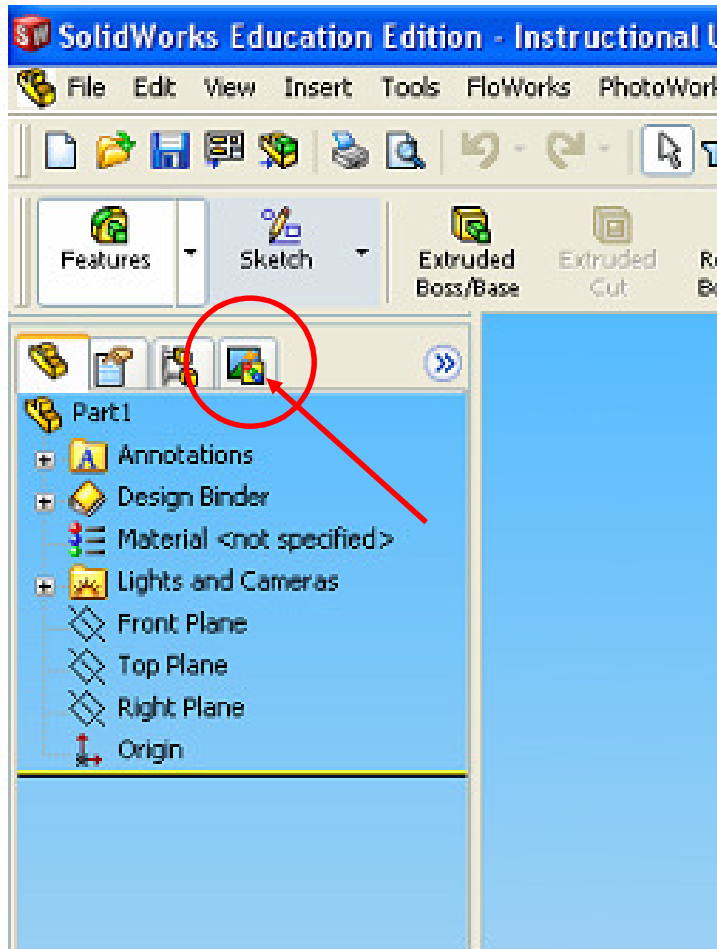 SolidWorks Education Edition - Instructional
File Edit View Insert Tools FloWorks PhotoWork
Features Sketch Extruded Boss/Base Extruded Cut
Part1
Annotations
Design Binder
Material <not specified>
Lights and Cameras
Front Plane
Top Plane
Right Plane
Origin